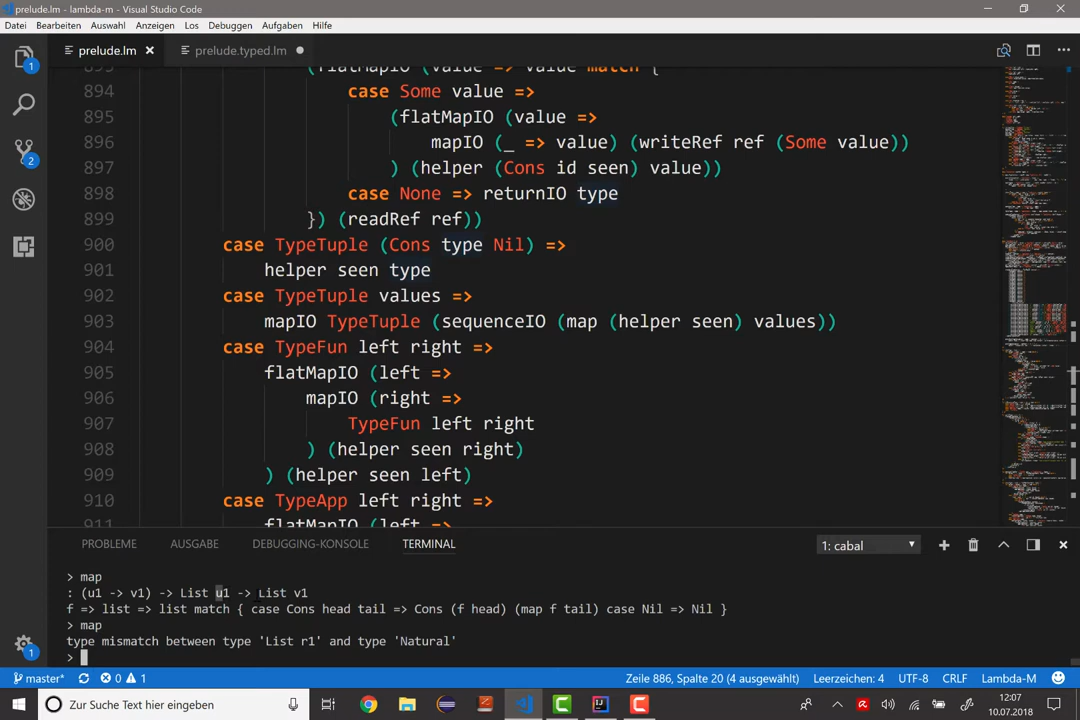 prelude.lm - lambda-m - Visual Studio Code
Datei Bearbeiten Auswahl Anzeigen Los Debuggen Aufgaben Hilfe
prelude.lm prelude.typed.lm
(flatMapIO (value => value match {
894 case Some value =>
895 (flatMapIO (value =>
896 mapIO (_ => value) (writeRef ref (Some value))
897 ) (helper (Cons id seen) value))
898 case None => returnIO type
899 }) (readRef ref))
900 case TypeTuple (Cons type Nil) =>
901 helper seen type
902 case TypeTuple values =>
903 mapIO TypeTuple (sequenceIO (map (helper seen) values))
904 case TypeFun left right =>
905 flatMapIO (left =>
906 mapIO (right =>
907 TypeFun left right
908 ) (helper seen right)
909 ) (helper seen left)
910 case TypeApp left right =>
911 flatMapIO (left =>
PROBLEME AUSGABE DEBUGGING-KONSOLE TERMINAL 1: cabal
> map
: (u1 -> v1) -> List u1 -> List v1
f => list => list match { case Cons head tail => Cons (f head) (map f tail) case Nil => Nil }
> map
type mismatch between type 'List r1' and type 'Natural'
>
master* 0 1 Zeile 886, Spalte 20 (4 ausgewählt) Leerzeichen: 4 UTF-8 CRLF Lambda-M
Zur Suche Text hier eingeben 12:07
10.07.2018